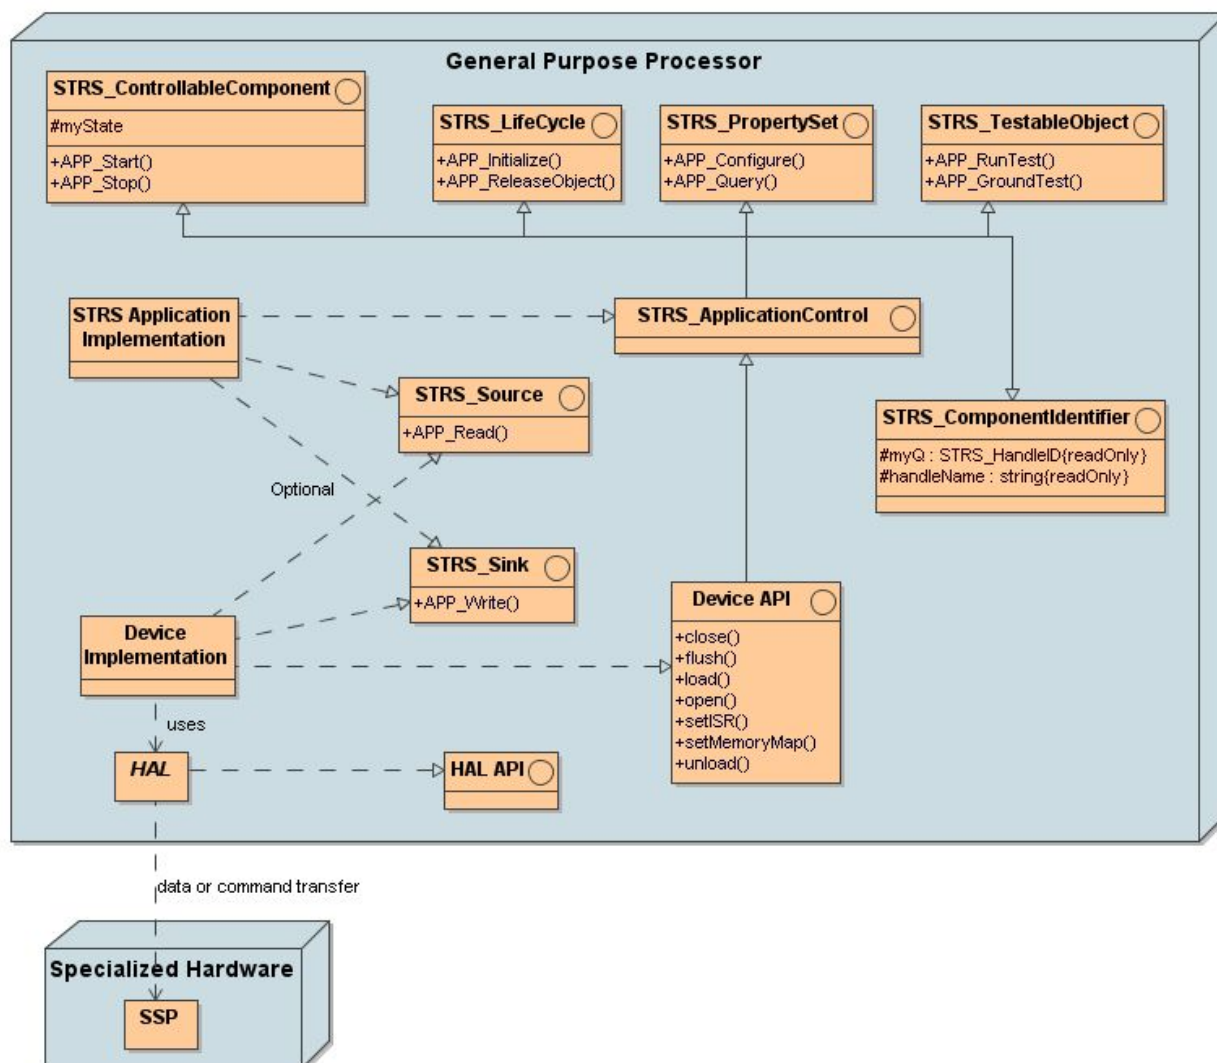 General Purpose Processor
STRS_ControllableComponent
#myState
+APP_Start()
+APP_Stop()
STRS_LifeCycle
+APP_Initialize()
+APP_ReleaseObject()
STRS_PropertySet
+APP_Configure()
+APP_Query()
STRS_TestableObject
+APP_RunTest()
+APP_GroundTest()
STRS Application
Implementation
STRS_ApplicationControl
STRS_Source
+APP_Read()
STRS_ComponentIdentifier
#myQ : STRS_HandleID{readOnly}
#handleName : string{readOnly}
Optional
STRS_Sink
+APP_Write()
Device API
+close()
+flush()
+load()
+open()
+setISR()
+setMemoryMap()
+unload()
Device
Implementation
uses
HAL
HAL API
data or command transfer
Specialized Hardware
SSP